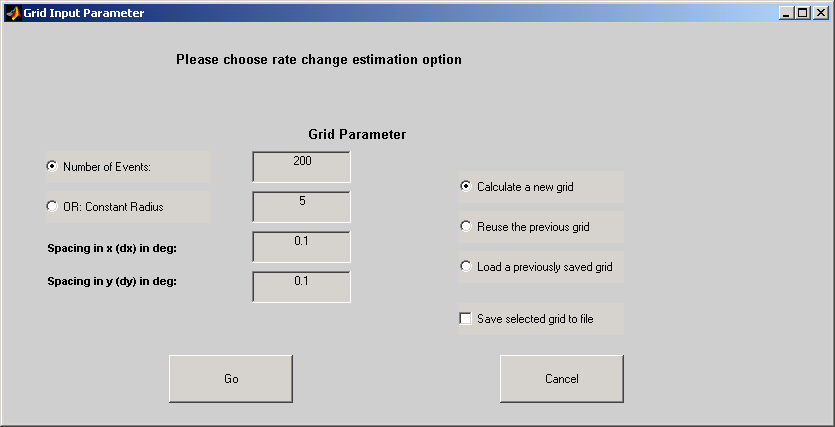 Grid Input Parameter
Please choose rate change estimation option
Grid Parameter
Number of Events:
200
OR: Constant Radius
5
Spacing in x (dx) in deg:
0.1
Spacing in y (dy) in deg:
0.1
Calculate a new grid
Reuse the previous grid
Load a previously saved grid
Save selected grid to file
Go
Cancel